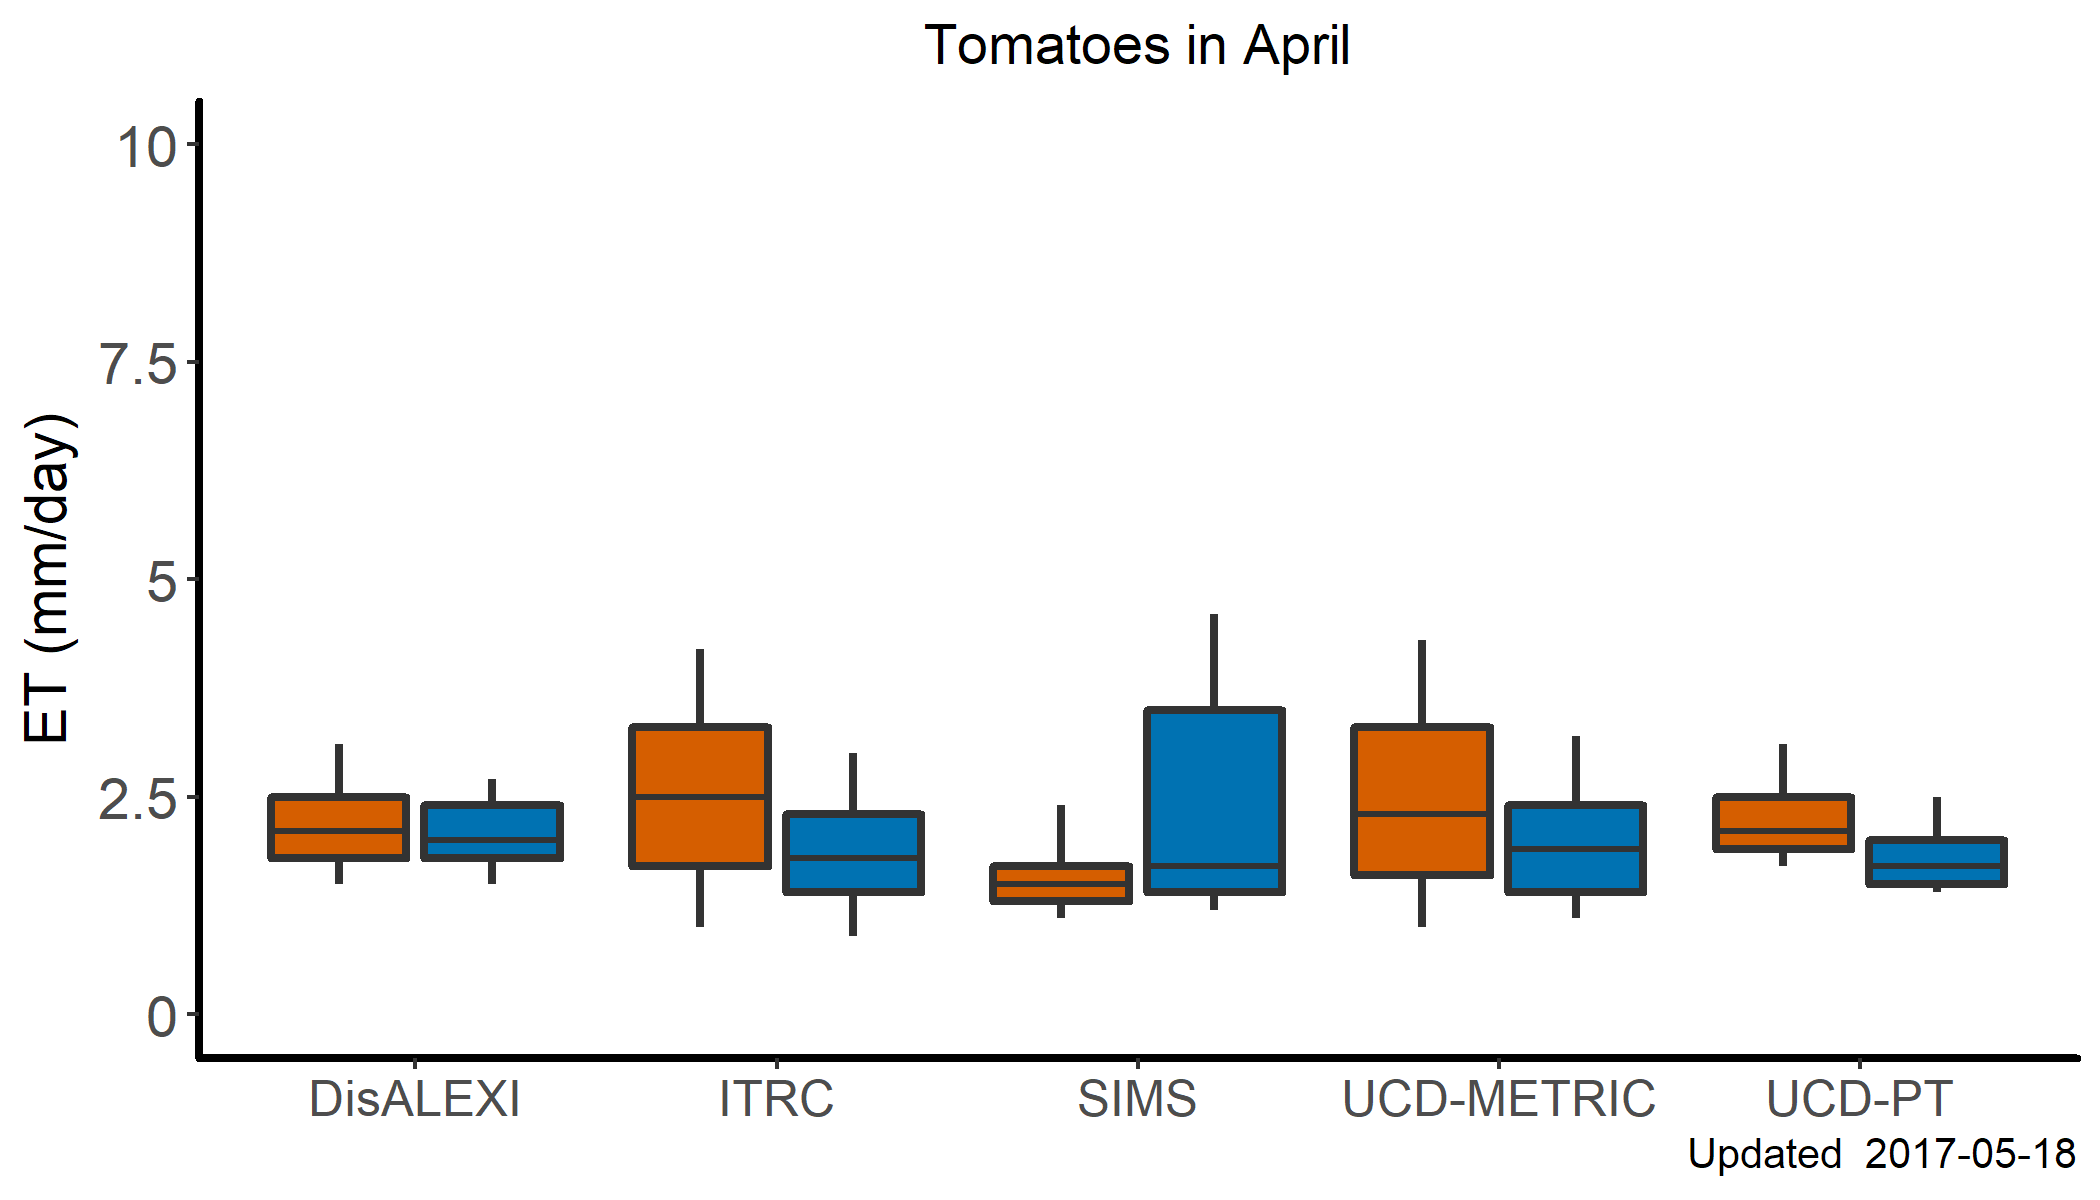 Tomatoes in April
ET (mm/day)
10
7.5
5
2.5
0
DisALEXI ITRC SIMS UCD-METRIC UCD-PT
Updated 2017-05-18